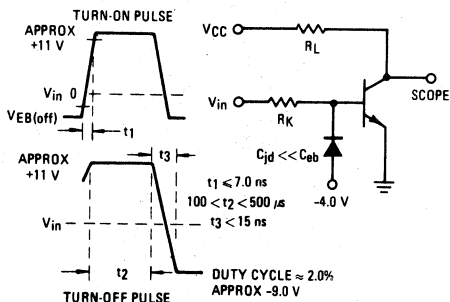 TURN-ON PULSE
APPROX
+11 V
Vin 0
VEB(off)
t1
t3
APPROX
+11 V
Vin
t1 ⩽ 7.0 ns
100 < t2 < 500 µs
t3 < 15 ns
t2
DUTY CYCLE ≈ 2.0%
APPROX -9.0 V
TURN-OFF PULSE
VCC
RL
SCOPE
Vin
RK
Cjd << Ceb
-4.0 V